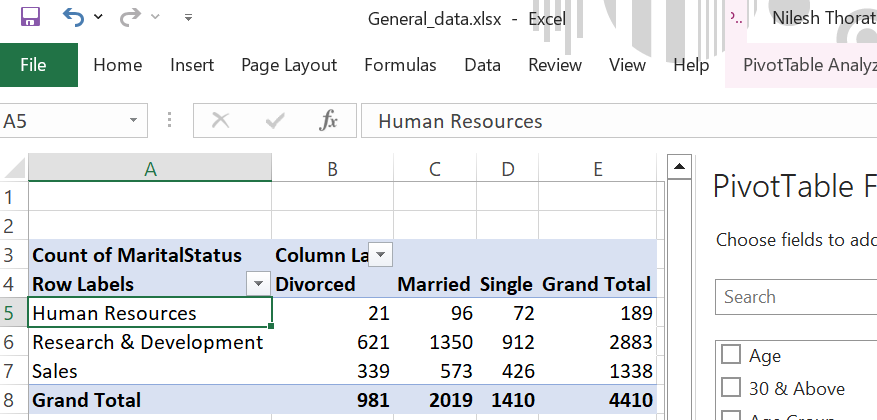 General_data.xlsx - Excel
P..
Nilesh Thorat
File Home Insert Page Layout Formulas Data Review View Help PivotTable Analyz
A5 fx Human Resources
A B C D E
1
2
3 Count of MaritalStatus Column La
4 Row Labels Divorced Married Single Grand Total
5 Human Resources 21 96 72 189
6 Research & Development 621 1350 912 2883
7 Sales 339 573 426 1338
8 Grand Total 981 2019 1410 4410
PivotTable F
Choose fields to add
Search
Age
30 & Above